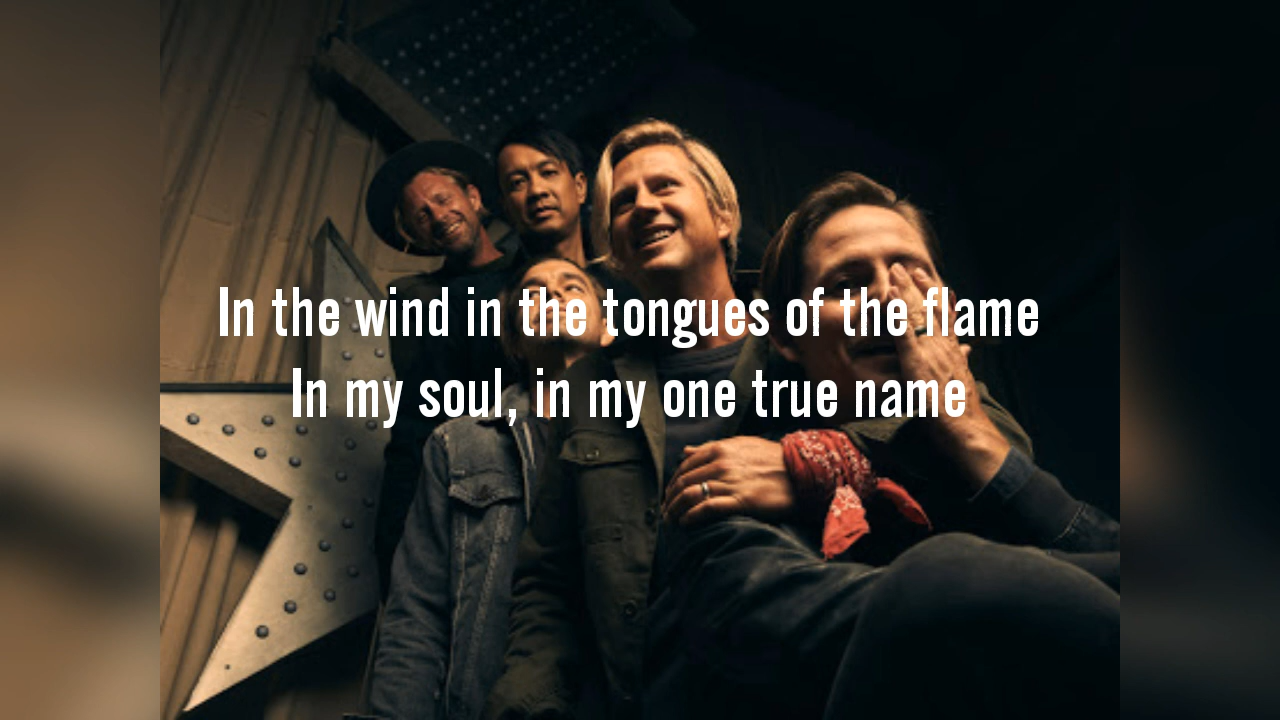 In the wind in the tongues of the flame
In my soul, in my one true name